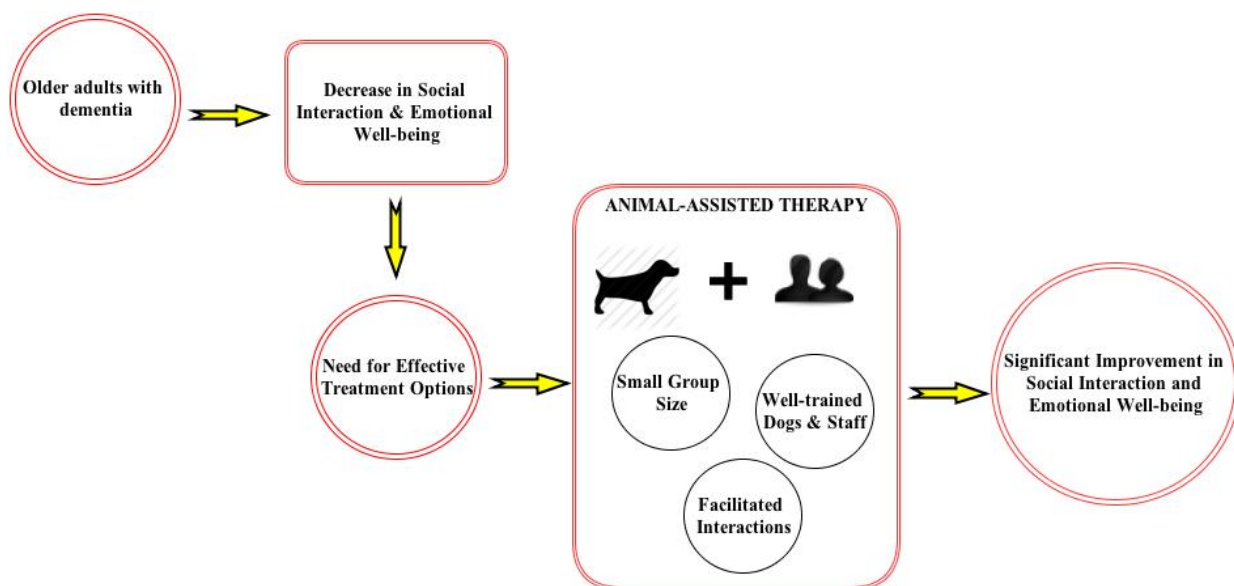 Older adults with
dementia
Decrease in Social
Interaction & Emotional
Well-being
Need for Effective
Treatment Options
ANIMAL-ASSISTED THERAPY
+
Small Group
Size
Well-trained
Dogs & Staff
Facilitated
Interactions
Significant Improvement in
Social Interaction and
Emotional Well-being